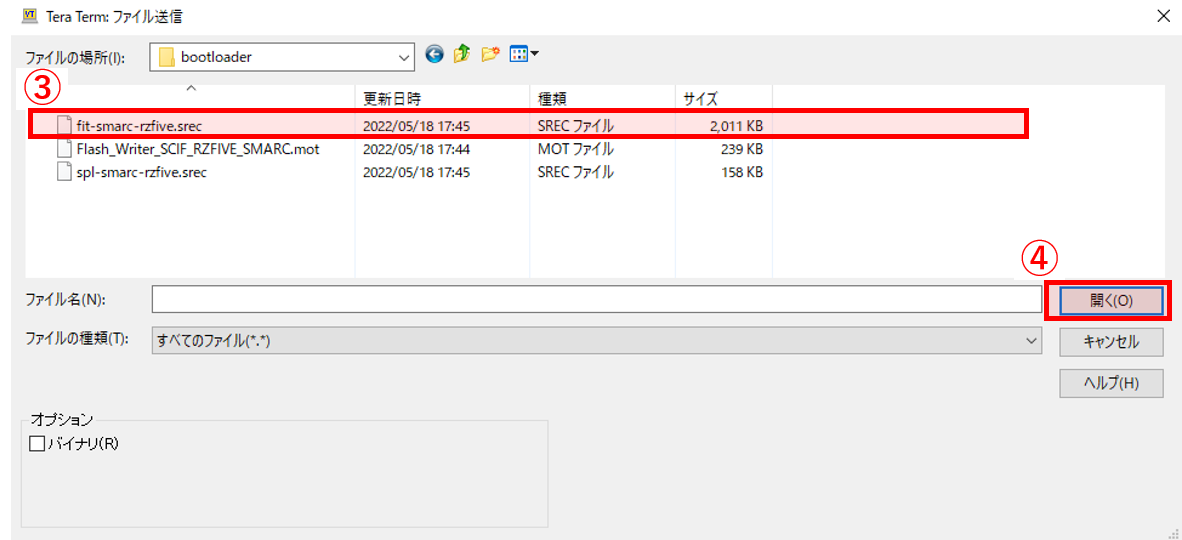 Tera Term: ファイル送信
ファイルの場所(I): bootloader
③
更新日時 種類 サイズ
fit-smarc-rzfive.srec 2022/05/18 17:45 SREC ファイル 2,011 KB
Flash_Writer_SCIF_RZFIVE_SMARC.mot 2022/05/18 17:44 MOT ファイル 239 KB
spl-smarc-rzfive.srec 2022/05/18 17:45 SREC ファイル 158 KB
④
ファイル名(N): 開く(O)
ファイルの種類(T): すべてのファイル(*.*) キャンセル
ヘルプ(H)
オプション
バイナリ(R)